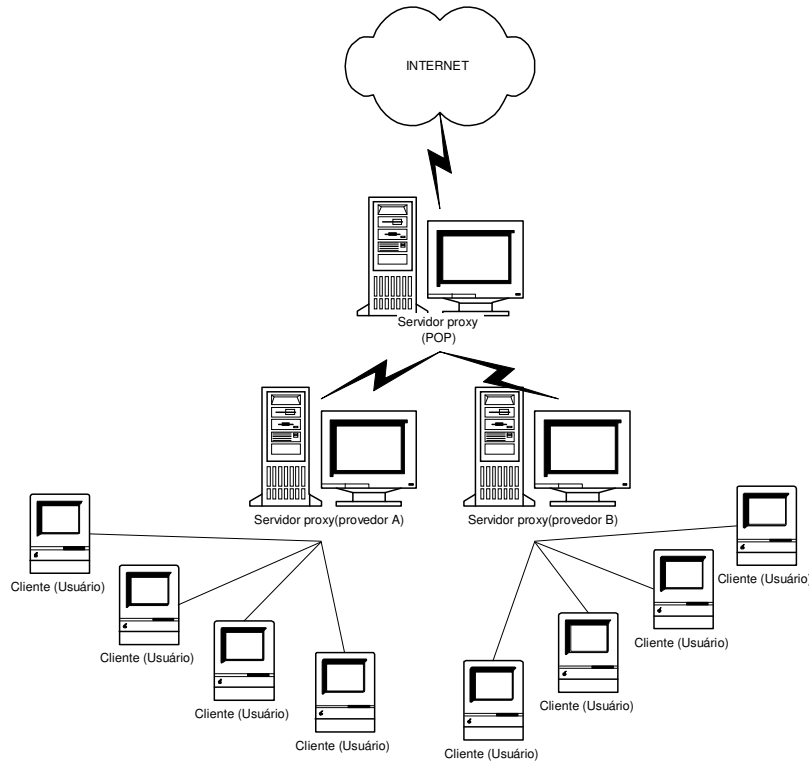 INTERNET
Servidor proxy
(POP)
Servidor proxy(provedor A)
Servidor proxy(provedor B)
Cliente (Usuário)
Cliente (Usuário)
Cliente (Usuário)
Cliente (Usuário)
Cliente (Usuário)
Cliente (Usuário)
Cliente (Usuário)
Cliente (Usuário)